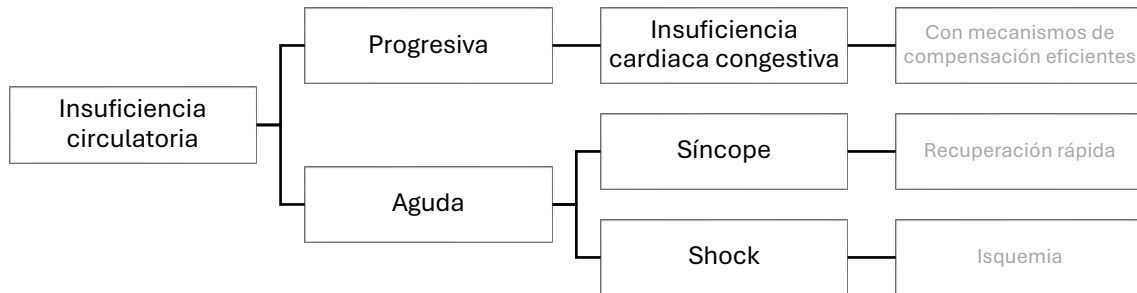 Insuficiencia
circulatoria
Progresiva
Insuficiencia
cardiaca congestiva
Con mecanismos de
compensación eficientes
Aguda
Síncope
Recuperación rápida
Shock
Isquemia